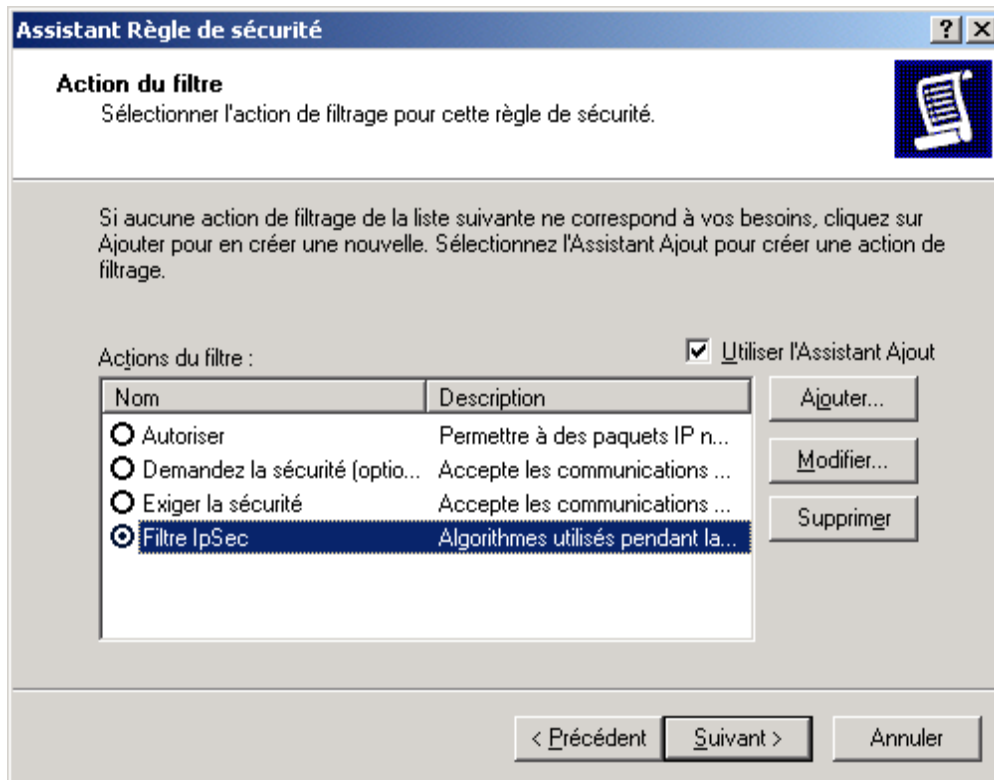 Assistant Règle de sécurité
Action du filtre
Sélectionner l'action de filtrage pour cette règle de sécurité.
Si aucune action de filtrage de la liste suivante ne correspond à vos besoins, cliquez sur
Ajouter pour en créer une nouvelle. Sélectionnez l'Assistant Ajout pour créer une action de
filtrage.
Actions du filtre :
Utiliser l'Assistant Ajout
Nom Description
Autoriser Permettre à des paquets IP n...
Demandez la sécurité (optio... Accepte les communications ...
Exiger la sécurité Accepte les communications ...
Filtre IpSec Algorithmes utilisés pendant la...
Ajouter...
Modifier...
Supprimer
< Précédent Suivant > Annuler